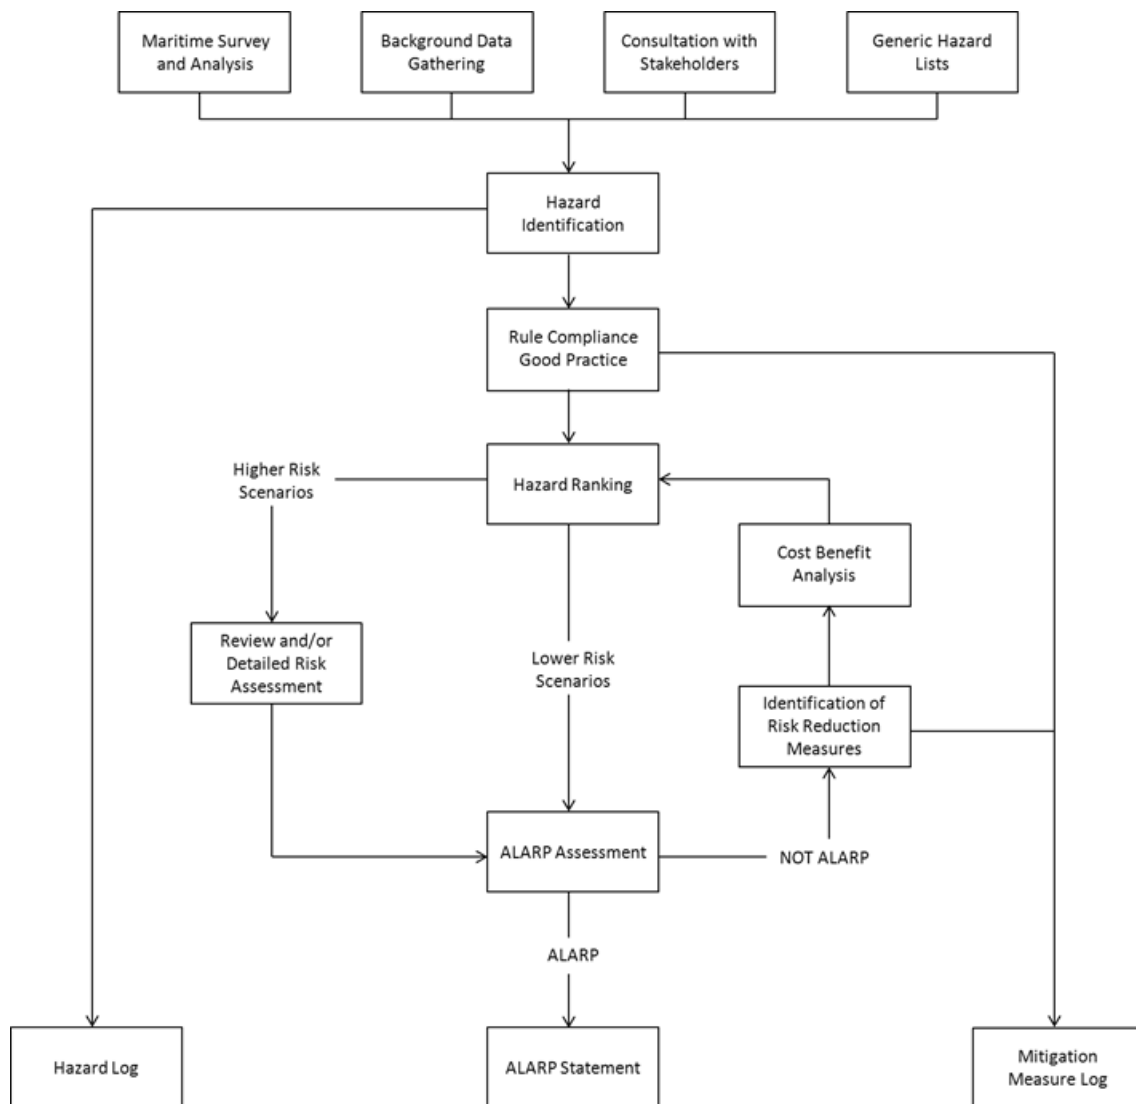 Maritime Survey
and Analysis
Background Data
Gathering
Consultation with
Stakeholders
Generic Hazard
Lists
Hazard
Identification
Rule Compliance
Good Practice
Higher Risk
Scenarios
Hazard Ranking
Cost Benefit
Analysis
Review and/or
Detailed Risk
Assessment
Lower Risk
Scenarios
Identification of
Risk Reduction
Measures
ALARP Assessment
NOT ALARP
ALARP
Hazard Log
ALARP Statement
Mitigation
Measure Log